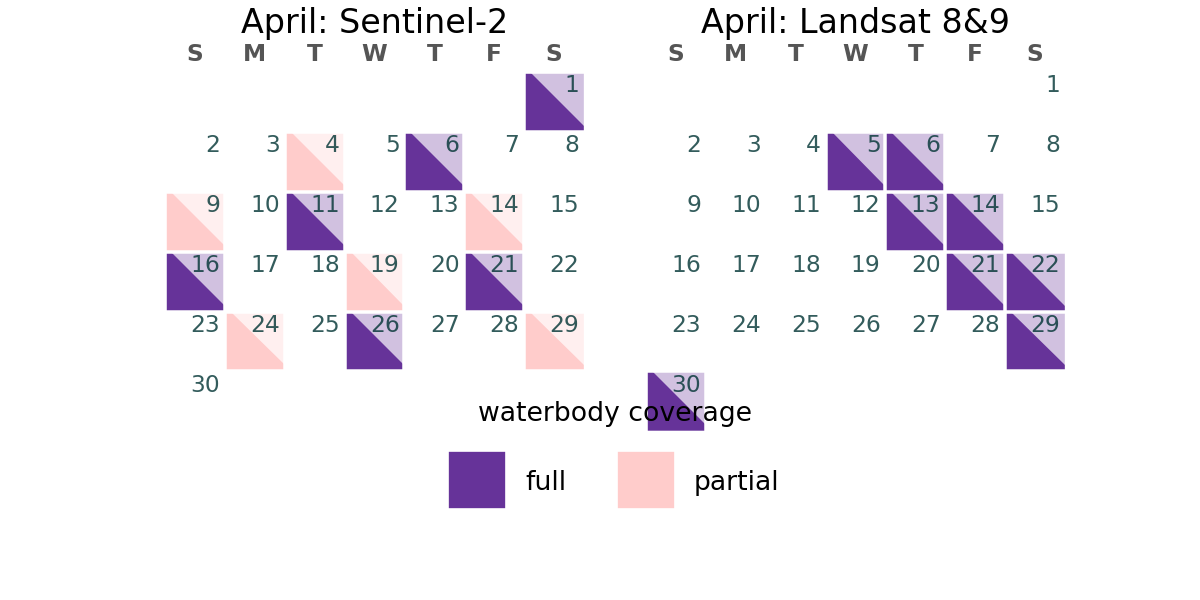 April: Sentinel-2
S M T W T F S
1
2 3 4 5 6 7 8
9 10 11 12 13 14 15
16 17 18 19 20 21 22
23 24 25 26 27 28 29
30
April: Landsat 8&9
S M T W T F S
1
2 3 4 5 6 7 8
9 10 11 12 13 14 15
16 17 18 19 20 21 22
23 24 25 26 27 28 29
30
waterbody coverage
full partial